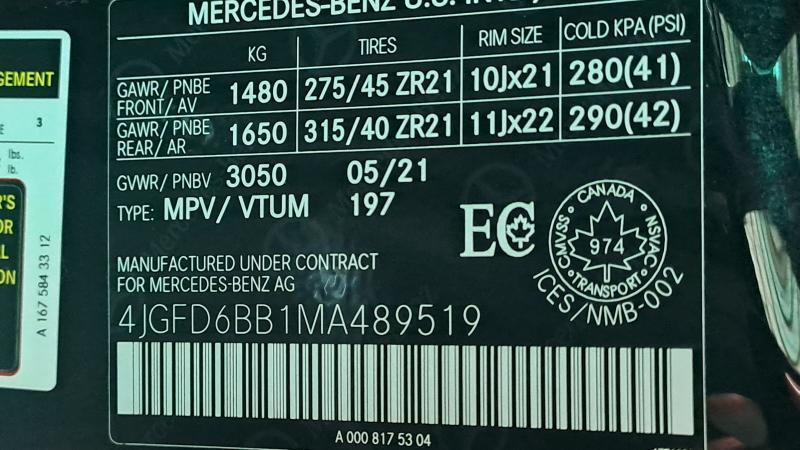 MERCEDES-BENZ U.S.
KG TIRES RIM SIZE COLD KPA (PSI)
GAWR/ PNBE FRONT/ AV 1480 275/45 ZR21 10Jx21 280(41)
GAWR/ PNBE REAR/ AR 1650 315/40 ZR21 11Jx22 290(42)
GVWR/ PNBV 3050 05/21
TYPE: MPV/ VTUM 197
EC
CANADA
CMVSS 974 NSVAC
TRANSPORT
ICES/NMB-002
MANUFACTURED UNDER CONTRACT
FOR MERCEDES-BENZ AG
4JGFD6BB1MA489519
A 000 817 53 04
3
lbs.
lb.
A 167 584 33 12